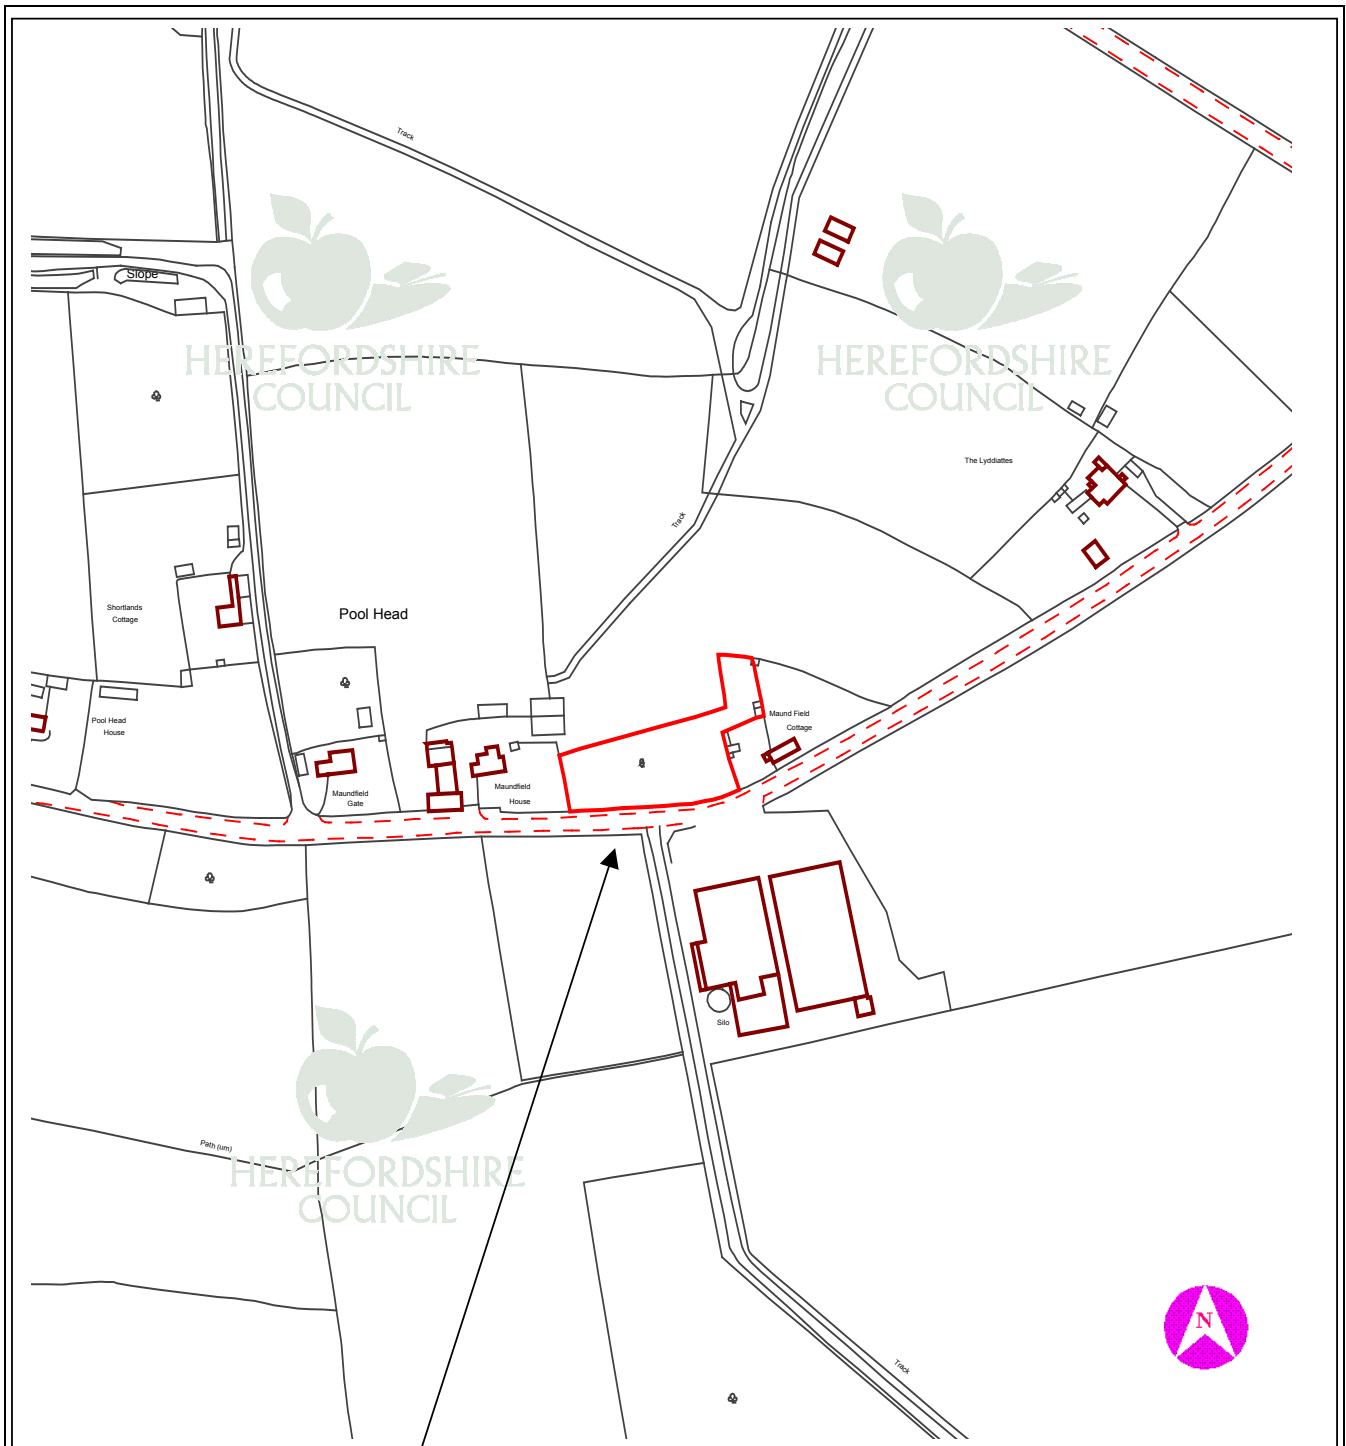 Track
Slope
HEREFORDSHIRE
COUNCIL
HEREFORDSHIRE
COUNCIL
The Lyddiattes
Track
Shortlands
Cottage
Pool Head
Pool Head
House
Maund Field
Cottage
Maundfield
Gate
Maundfield
House
Silo
Path (um)
HEREFORDSHIRE
COUNCIL
N
Track